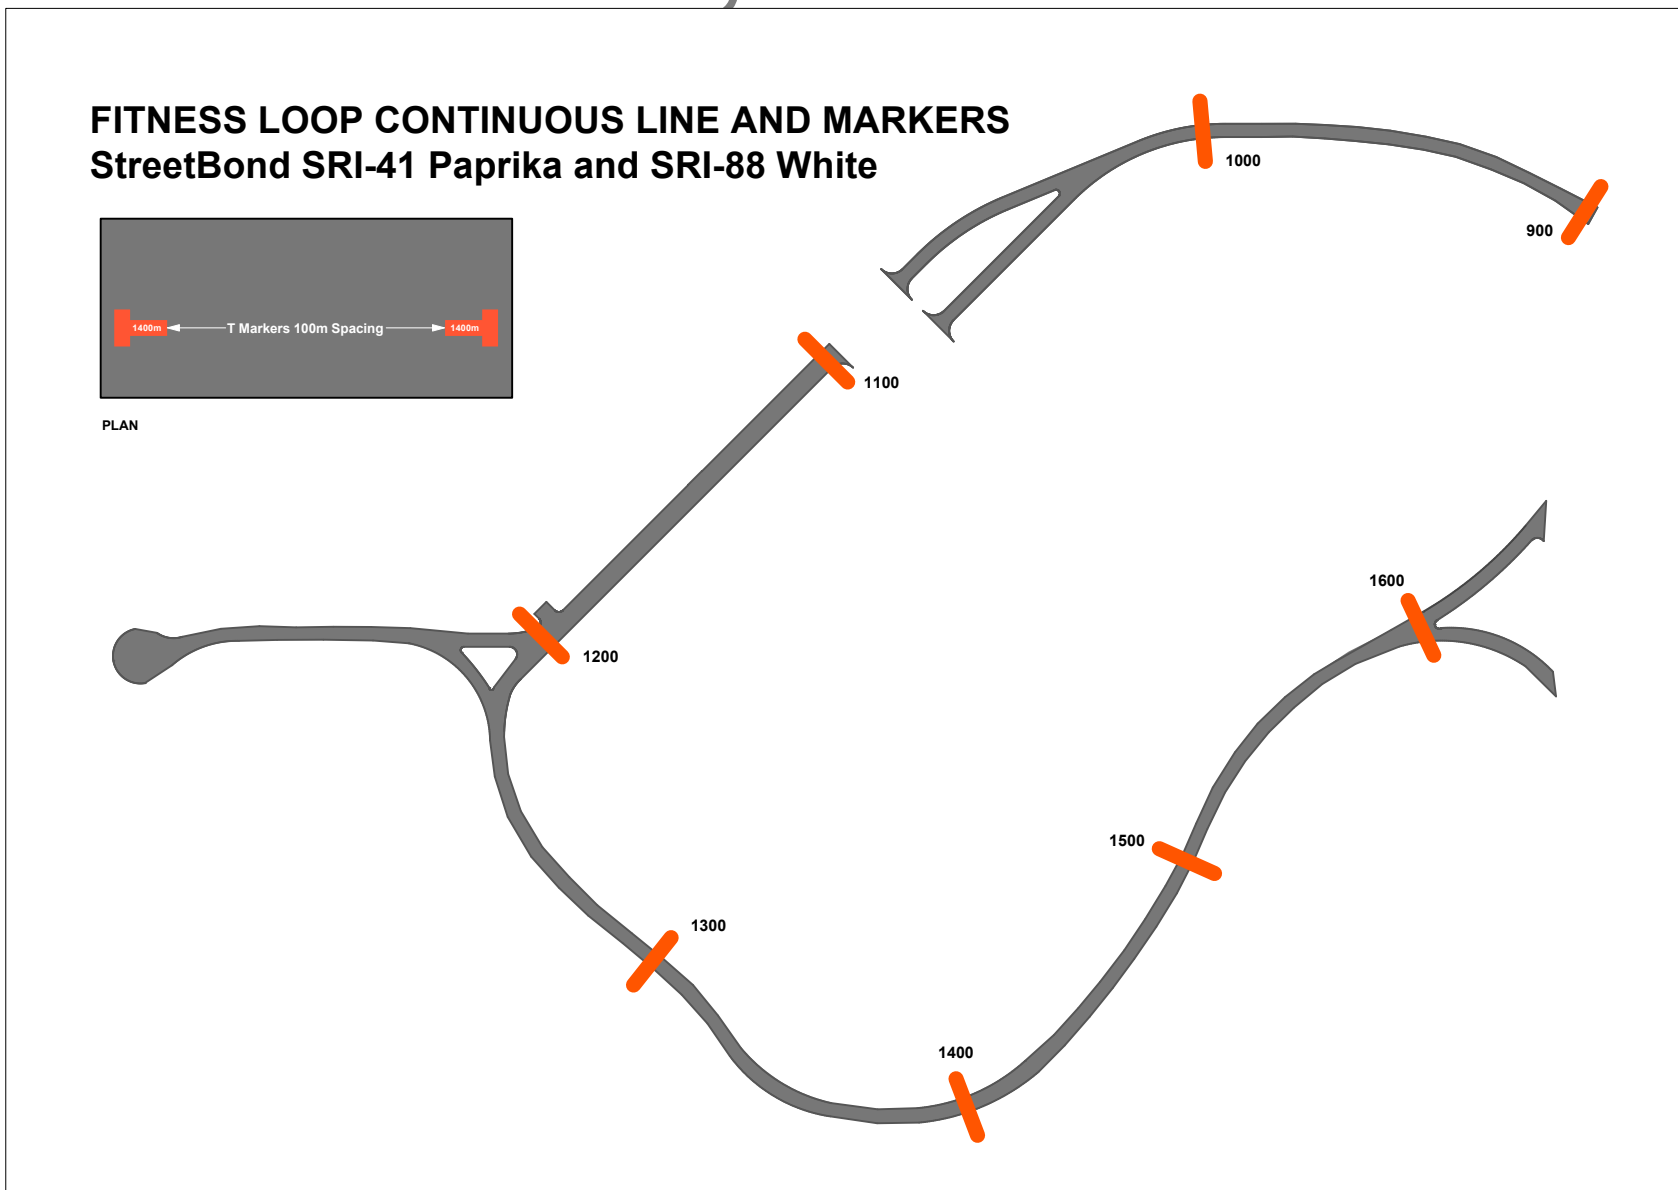 FITNESS LOOP CONTINUOUS LINE AND MARKERS
StreetBond SRI-41 Paprika and SRI-88 White
1000
900
1400m T Markers 100m Spacing 1400m
1100
PLAN
1600
1200
1500
1300
1400